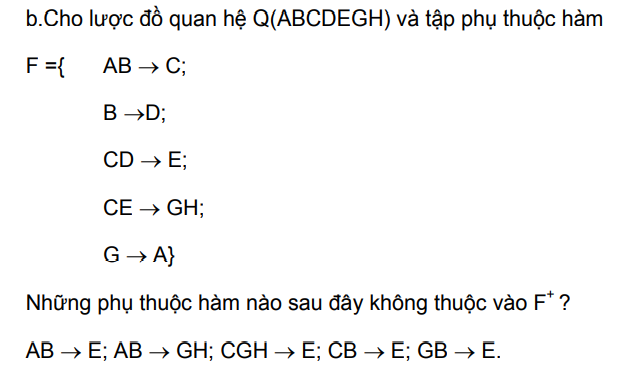 b.Cho lược đồ quan hệ Q(ABCDEGH) và tập phụ thuộc hàm
F ={ AB → C;
B →D;
CD → E;
CE → GH;
G → A}
Những phụ thuộc hàm nào sau đây không thuộc vào F⁺ ?
AB → E; AB → GH; CGH → E; CB → E; GB → E.